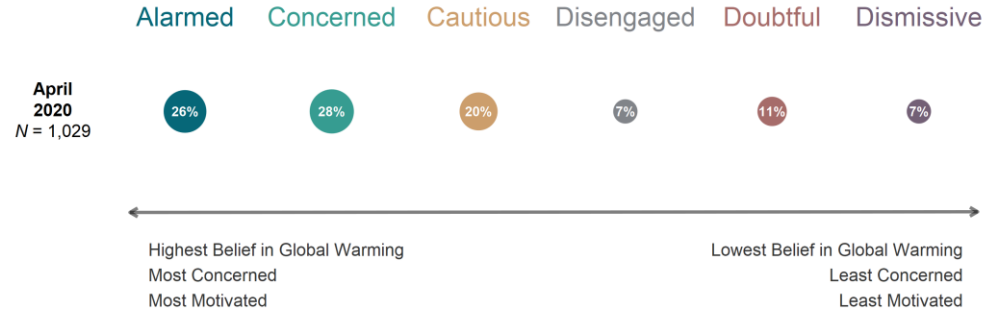 Alarmed Concerned Cautious Disengaged Doubtful Dismissive
April
2020
N = 1,029
26% 28% 20% 7% 11% 7%
Highest Belief in Global Warming
Most Concerned
Most Motivated
Lowest Belief in Global Warming
Least Concerned
Least Motivated